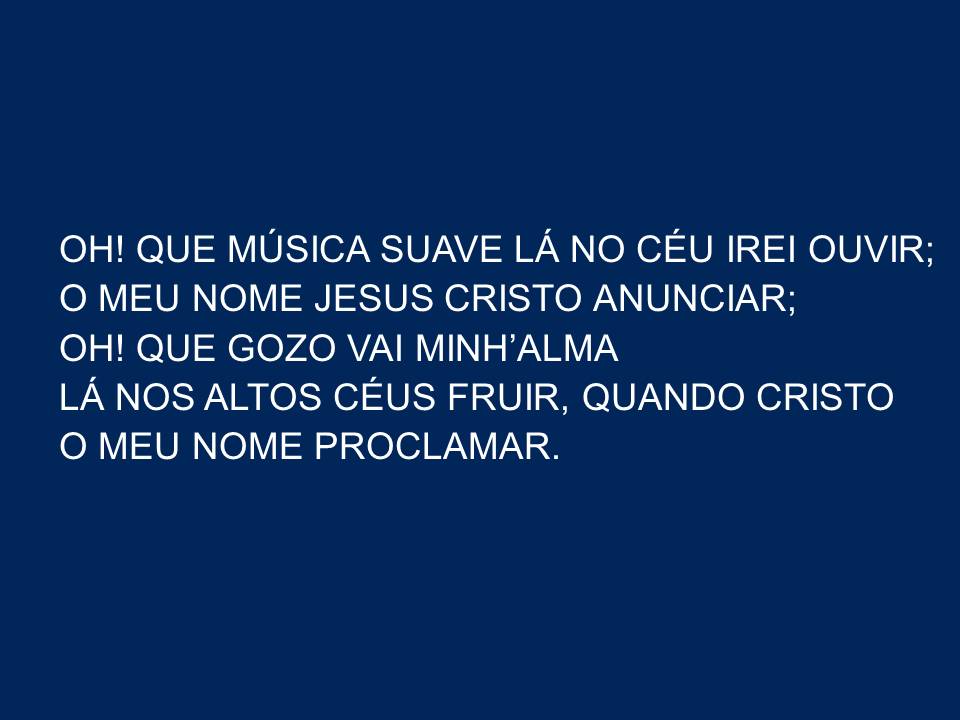 OH! QUE MÚSICA SUAVE LÁ NO CÉU IREI OUVIR;
O MEU NOME JESUS CRISTO ANUNCIAR;
OH! QUE GOZO VAI MINH’ALMA
LÁ NOS ALTOS CÉUS FRUIR, QUANDO CRISTO
O MEU NOME PROCLAMAR.